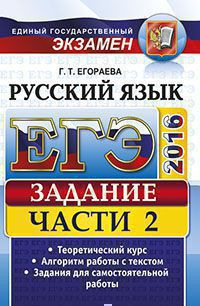 ЕДИНЫЙ ГОСУДАРСТВЕННЫЙ
ЭКЗАМЕН
Г. Т. ЕГОРАЕВА
РУССКИЙ ЯЗЫК
ЕГЭ
2016
ЗАДАНИЕ
ЧАСТИ 2
• Теоретический курс
• Алгоритм работы с текстом
• Задания для самостоятельной
работы